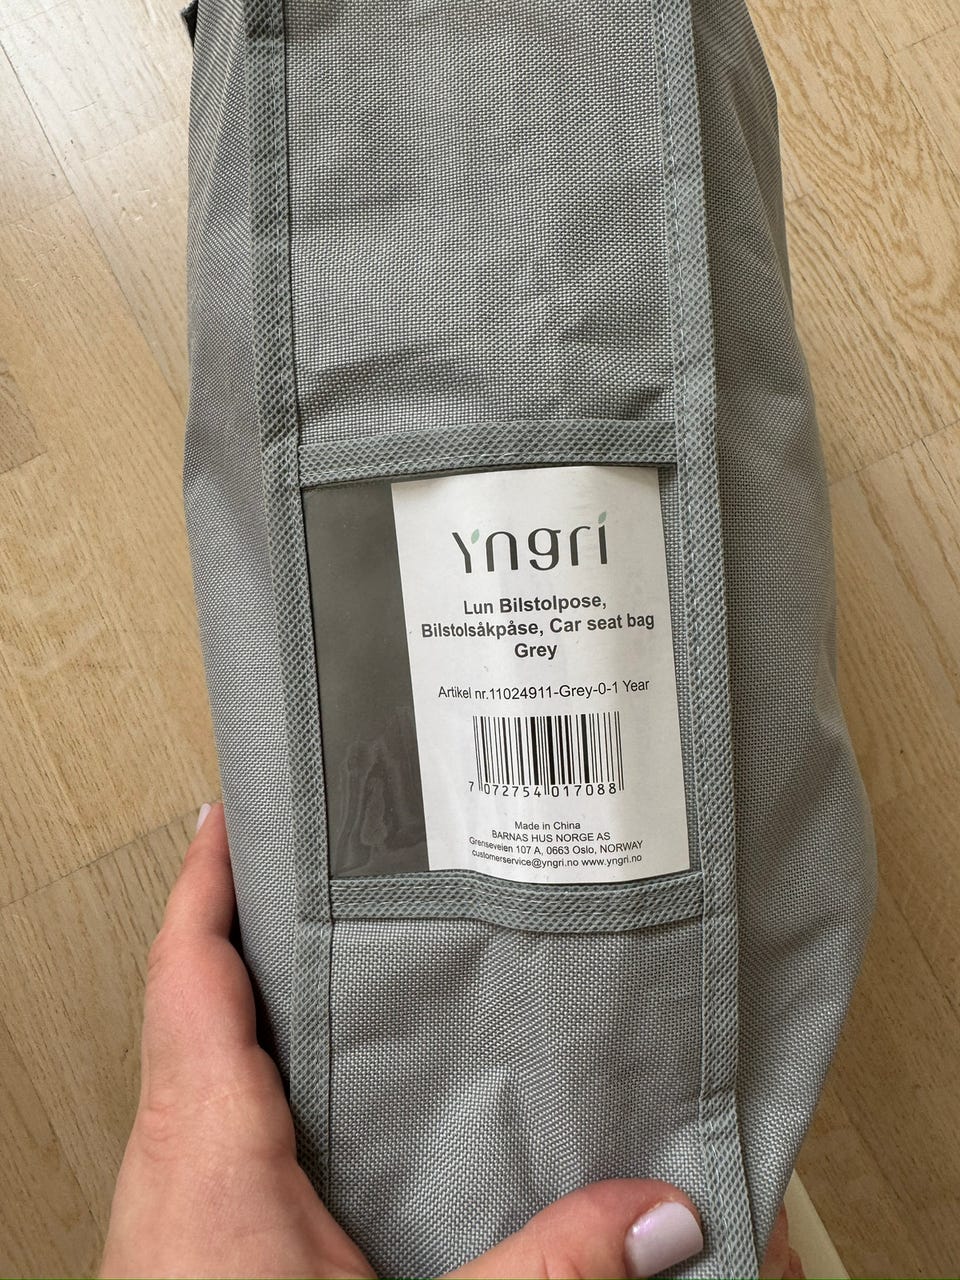 Yngri
Lun Bilstolpose,
Bilstolsåkpåse, Car seat bag
Grey
Artikel nr.11024911-Grey-0-1 Year
7 072754 017088
Made in China
BARNAS HUS NORGE AS
Grenseveien 107 A, 0663 Oslo, NORWAY
customerservice@yngri.no www.yngri.no